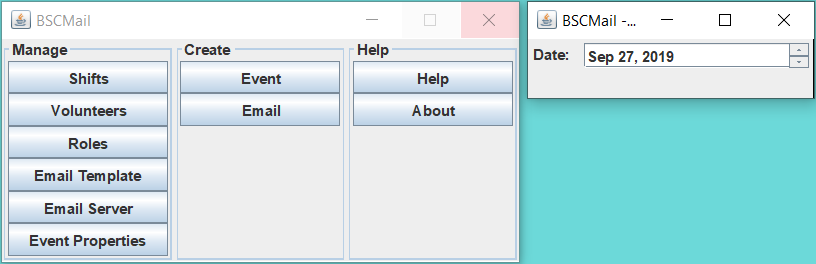 BSCMail
Manage
Shifts
Volunteers
Roles
Email Template
Email Server
Event Properties
Create
Event
Email
Help
Help
About
BSCMail -...
Date: Sep 27, 2019